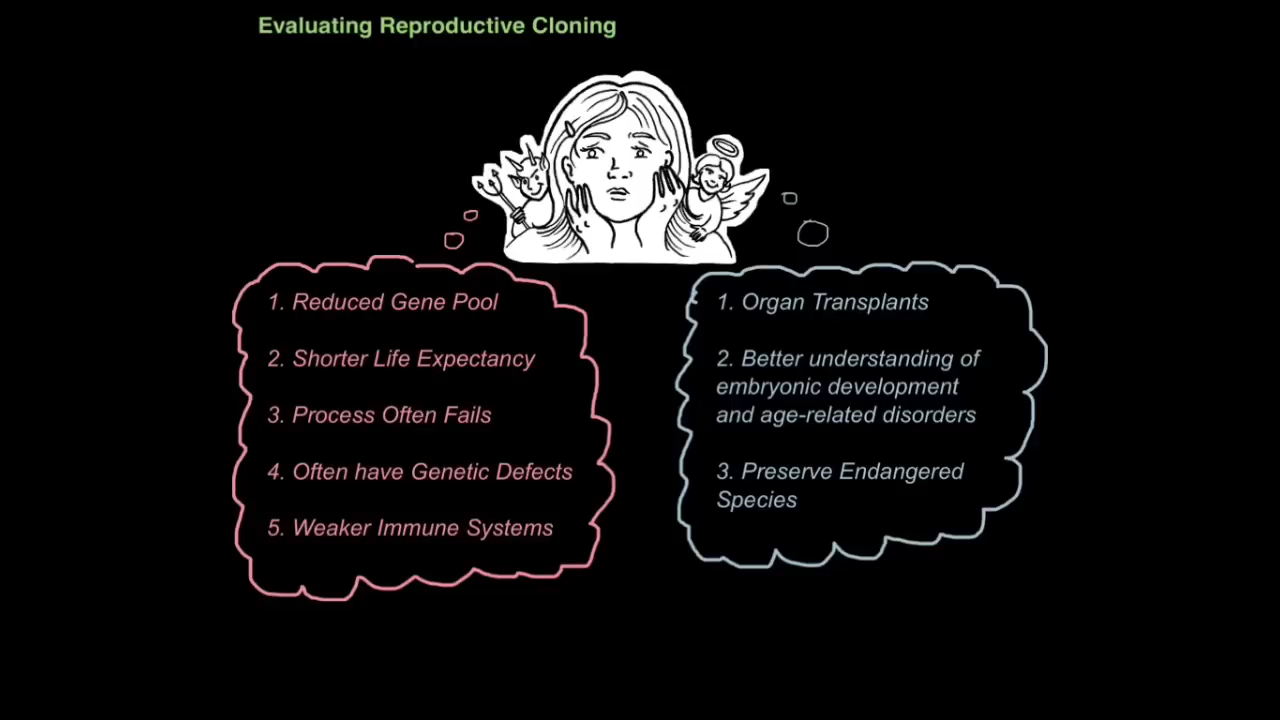 Evaluating Reproductive Cloning
1. Reduced Gene Pool
2. Shorter Life Expectancy
3. Process Often Fails
4. Often have Genetic Defects
5. Weaker Immune Systems
1. Organ Transplants
2. Better understanding of
embryonic development
and age-related disorders
3. Preserve Endangered
Species